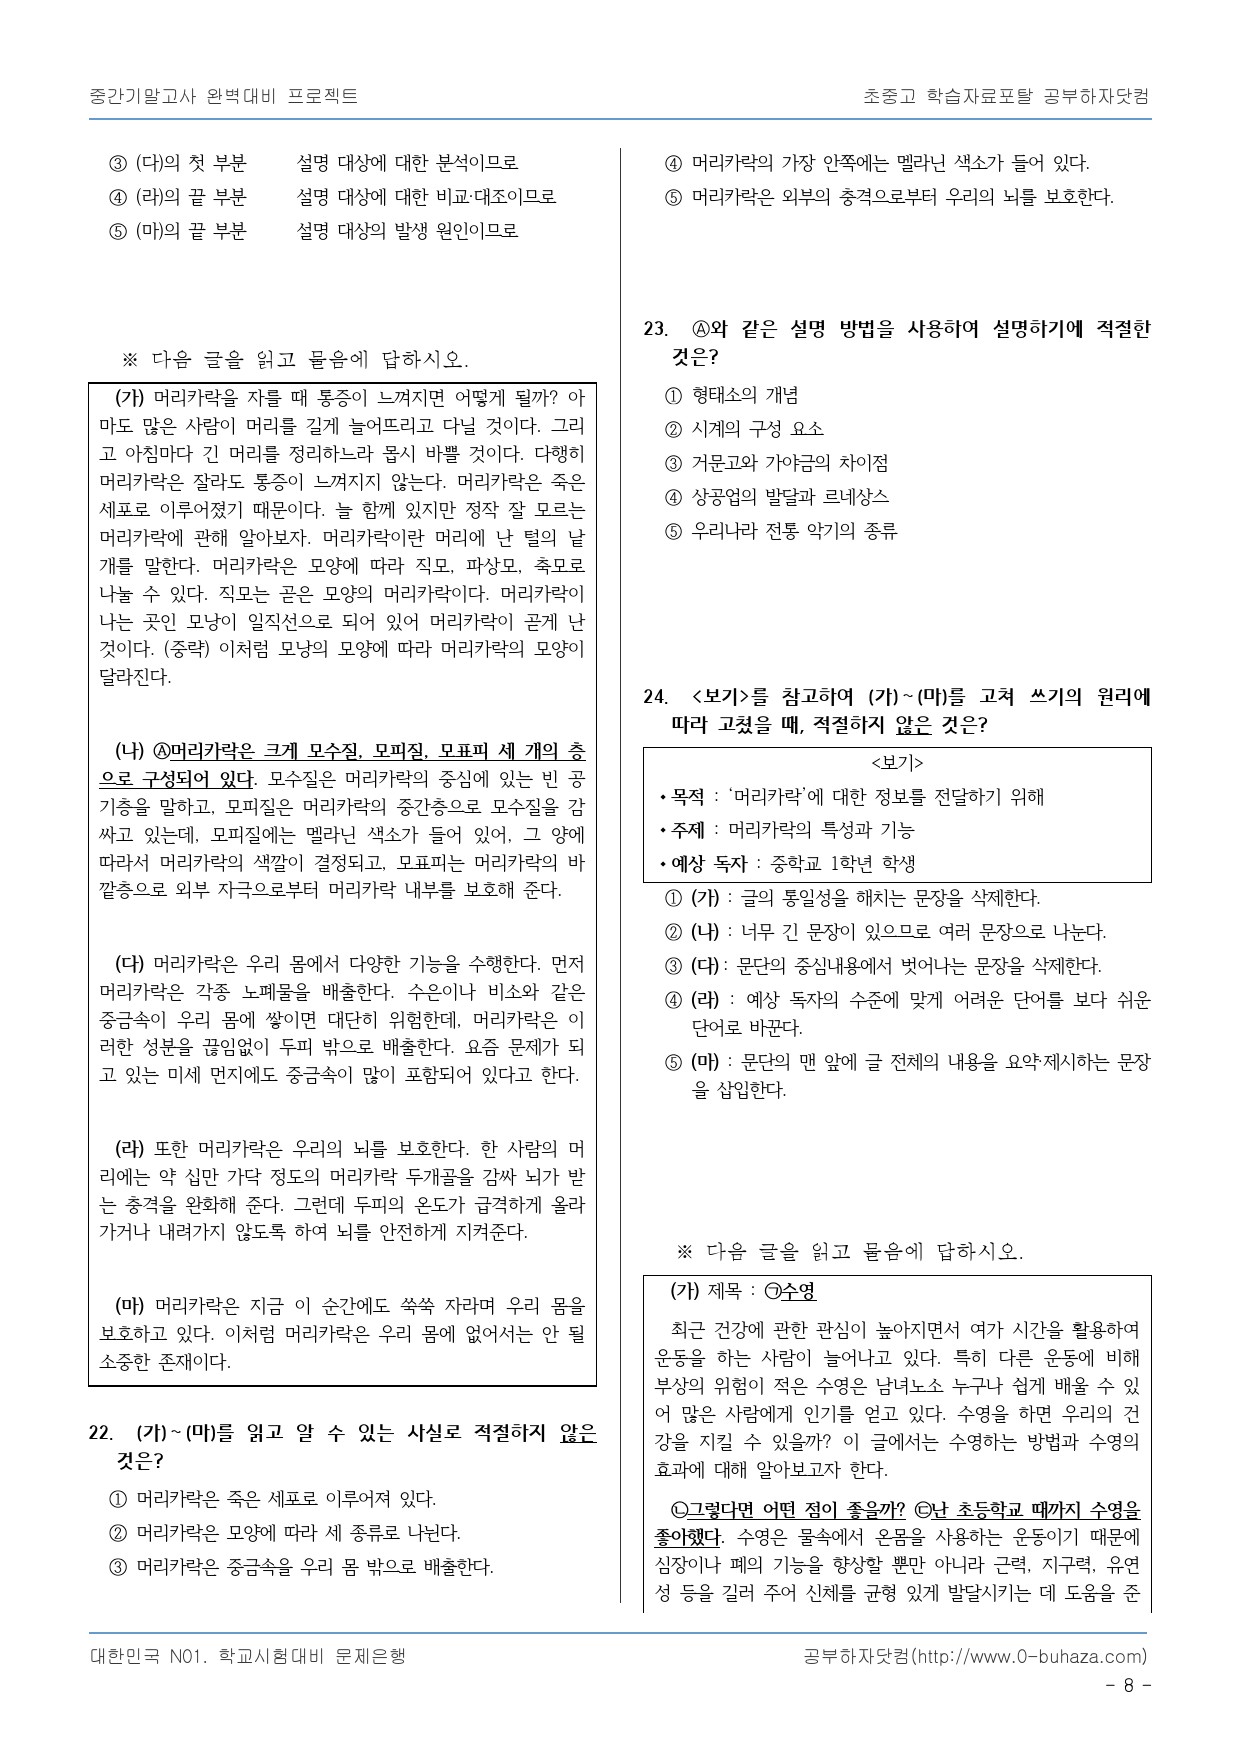 중간기말고사 완벽대비 프로젝트
초중고 학습자료포탈 공부하자닷컴
③ (다)의 첫 부분 설명 대상에 대한 분석이므로
④ (라)의 끝 부분 설명 대상에 대한 비교·대조이므로
⑤ (마)의 끝 부분 설명 대상의 발생 원인이므로
※ 다음 글을 읽고 물음에 답하시오.
(가) 머리카락을 자를 때 통증이 느껴지면 어떻게 될까? 아
마도 많은 사람이 머리를 길게 늘어뜨리고 다닐 것이다. 그리
고 아침마다 긴 머리를 정리하느라 몹시 바쁠 것이다. 다행히
머리카락은 잘라도 통증이 느껴지지 않는다. 머리카락은 죽은
세포로 이루어졌기 때문이다. 늘 함께 있지만 정작 잘 모르는
머리카락에 관해 알아보자. 머리카락이란 머리에 난 털의 낱
개를 말한다. 머리카락은 모양에 따라 직모, 파상모, 축모로
나눌 수 있다. 직모는 곧은 모양의 머리카락이다. 머리카락이
나는 곳인 모낭이 일직선으로 되어 있어 머리카락이 곧게 난
것이다. (중략) 이처럼 모낭의 모양에 따라 머리카락의 모양이
달라진다.
(나) Ⓐ머리카락은 크게 모수질, 모피질, 모표피 세 개의 층
으로 구성되어 있다. 모수질은 머리카락의 중심에 있는 빈 공
기층을 말하고, 모피질은 머리카락의 중간층으로 모수질을 감
싸고 있는데, 모피질에는 멜라닌 색소가 들어 있어, 그 양에
따라서 머리카락의 색깔이 결정되고, 모표피는 머리카락의 바
깥층으로 외부 자극으로부터 머리카락 내부를 보호해 준다.
(다) 머리카락은 우리 몸에서 다양한 기능을 수행한다. 먼저
머리카락은 각종 노폐물을 배출한다. 수은이나 비소와 같은
중금속이 우리 몸에 쌓이면 대단히 위험한데, 머리카락은 이
러한 성분을 끊임없이 두피 밖으로 배출한다. 요즘 문제가 되
고 있는 미세 먼지에도 중금속이 많이 포함되어 있다고 한다.
(라) 또한 머리카락은 우리의 뇌를 보호한다. 한 사람의 머
리에는 약 십만 가닥 정도의 머리카락 두개골을 감싸 뇌가 받
는 충격을 완화해 준다. 그런데 두피의 온도가 급격하게 올라
가거나 내려가지 않도록 하여 뇌를 안전하게 지켜준다.
(마) 머리카락은 지금 이 순간에도 쑥쑥 자라며 우리 몸을
보호하고 있다. 이처럼 머리카락은 우리 몸에 없어서는 안 될
소중한 존재이다.
22. (가)~(마)를 읽고 알 수 있는 사실로 적절하지 않은
것은?
① 머리카락은 죽은 세포로 이루어져 있다.
② 머리카락은 모양에 따라 세 종류로 나뉜다.
③ 머리카락은 중금속을 우리 몸 밖으로 배출한다.
④ 머리카락의 가장 안쪽에는 멜라닌 색소가 들어 있다.
⑤ 머리카락은 외부의 충격으로부터 우리의 뇌를 보호한다.
23. Ⓐ와 같은 설명 방법을 사용하여 설명하기에 적절한
것은?
① 형태소의 개념
② 시계의 구성 요소
③ 거문고와 가야금의 차이점
④ 상공업의 발달과 르네상스
⑤ 우리나라 전통 악기의 종류
24. <보기>를 참고하여 (가)~(마)를 고쳐 쓰기의 원리에
따라 고쳤을 때, 적절하지 않은 것은?
<보기>
• 목적 : ‘머리카락’에 대한 정보를 전달하기 위해
• 주제 : 머리카락의 특성과 기능
• 예상 독자 : 중학교 1학년 학생
① (가) : 글의 통일성을 해치는 문장을 삭제한다.
② (나) : 너무 긴 문장이 있으므로 여러 문장으로 나눈다.
③ (다) : 문단의 중심내용에서 벗어나는 문장을 삭제한다.
④ (라) : 예상 독자의 수준에 맞게 어려운 단어를 보다 쉬운
단어로 바꾼다.
⑤ (마) : 문단의 맨 앞에 글 전체의 내용을 요약·제시하는 문장
을 삽입한다.
※ 다음 글을 읽고 물음에 답하시오.
(가) 제목 : ㉠수영
최근 건강에 관한 관심이 높아지면서 여가 시간을 활용하여
운동을 하는 사람이 늘어나고 있다. 특히 다른 운동에 비해
부상의 위험이 적은 수영은 남녀노소 누구나 쉽게 배울 수 있
어 많은 사람에게 인기를 얻고 있다. 수영을 하면 우리의 건
강을 지킬 수 있을까? 이 글에서는 수영하는 방법과 수영의
효과에 대해 알아보고자 한다.
㉡그렇다면 어떤 점이 좋을까? ㉢난 초등학교 때까지 수영을
좋아했다. 수영은 물속에서 온몸을 사용하는 운동이기 때문에
심장이나 폐의 기능을 향상할 뿐만 아니라 근력, 지구력, 유연
성 등을 길러 주어 신체를 균형 있게 발달시키는 데 도움을 준
대한민국 N01. 학교시험대비 문제은행
공부하자닷컴(http://www.0-buhaza.com)
- 8 -